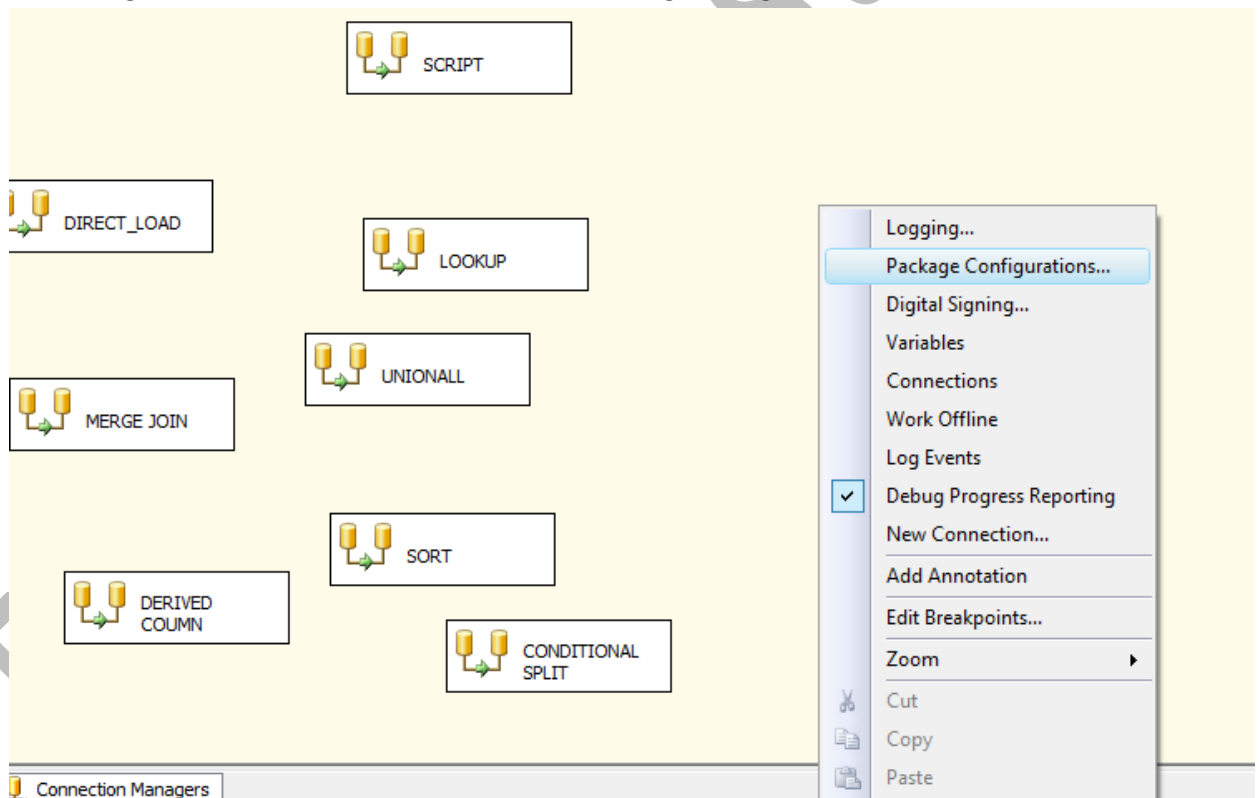 SCRIPT
DIRECT_LOAD
LOOKUP
UNIONALL
MERGE JOIN
SORT
DERIVED
COUMN
CONDITIONAL
SPLIT
Logging...
Package Configurations...
Digital Signing...
Variables
Connections
Work Offline
Log Events
Debug Progress Reporting
New Connection...
Add Annotation
Edit Breakpoints...
Zoom
Cut
Copy
Paste
Connection Managers